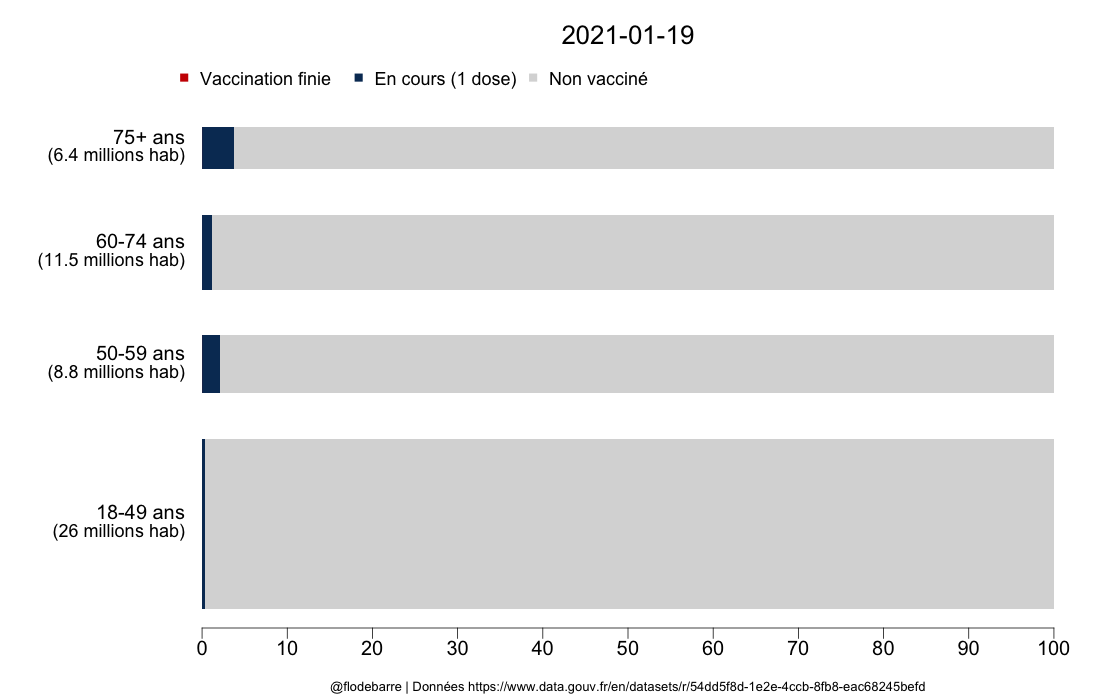 2021-01-19
Vaccination finie En cours (1 dose) Non vacciné
75+ ans
(6.4 millions hab)
60-74 ans
(11.5 millions hab)
50-59 ans
(8.8 millions hab)
18-49 ans
(26 millions hab)
0 10 20 30 40 50 60 70 80 90 100
@flodebarre | Données https://www.data.gouv.fr/en/datasets/r/54dd5f8d-1e2e-4ccb-8fb8-eac68245befd